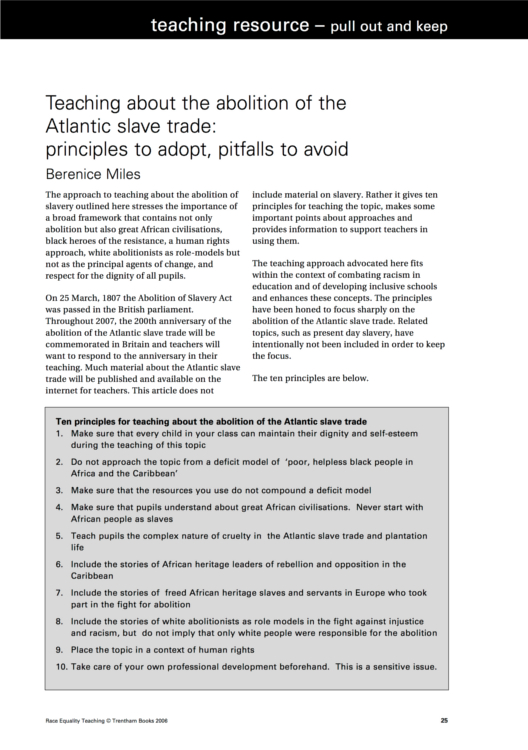 teaching resource – pull out and keep
Teaching about the abolition of the
Atlantic slave trade:
principles to adopt, pitfalls to avoid
Berenice Miles
The approach to teaching about the abolition of
slavery outlined here stresses the importance of
a broad framework that contains not only
abolition but also great African civilisations,
black heroes of the resistance, a human rights
approach, white abolitionists as role-models but
not as the principal agents of change, and
respect for the dignity of all pupils.
On 25 March, 1807 the Abolition of Slavery Act
was passed in the British parliament.
Throughout 2007, the 200th anniversary of the
abolition of the Atlantic slave trade will be
commemorated in Britain and teachers will
want to respond to the anniversary in their
teaching. Much material about the Atlantic slave
trade will be published and available on the
internet for teachers. This article does not
include material on slavery. Rather it gives ten
principles for teaching the topic, makes some
important points about approaches and
provides information to support teachers in
using them.
The teaching approach advocated here fits
within the context of combating racism in
education and of developing inclusive schools
and enhances these concepts. The principles
have been honed to focus sharply on the
abolition of the Atlantic slave trade. Related
topics, such as present day slavery, have
intentionally not been included in order to keep
the focus.
The ten principles are below.
Ten principles for teaching about the abolition of the Atlantic slave trade
1. Make sure that every child in your class can maintain their dignity and self-esteem
during the teaching of this topic
2. Do not approach the topic from a deficit model of 'poor, helpless black people in
Africa and the Caribbean'
3. Make sure that the resources you use do not compound a deficit model
4. Make sure that pupils understand about great African civilisations. Never start with
African people as slaves
5. Teach pupils the complex nature of cruelty in the Atlantic slave trade and plantation
life
6. Include the stories of African heritage leaders of rebellion and opposition in the
Caribbean
7. Include the stories of freed African heritage slaves and servants in Europe who took
part in the fight for abolition
8. Include the stories of white abolitionists as role models in the fight against injustice
and racism, but do not imply that only white people were responsible for the abolition
9. Place the topic in a context of human rights
10. Take care of your own professional development beforehand. This is a sensitive issue.
Race Equality Teaching © Trentham Books 2006
25